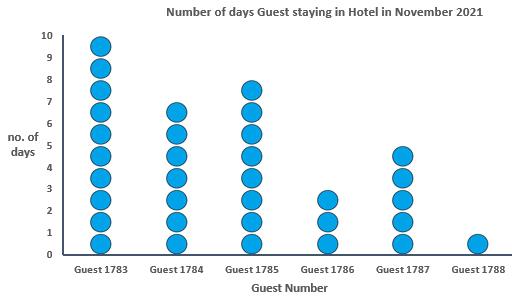 Number of days Guest staying in Hotel in November 2021
10
9
8
7
6
5
4
3
2
1
0
no. of
days
Guest 1783 Guest 1784 Guest 1785 Guest 1786 Guest 1787 Guest 1788
Guest Number